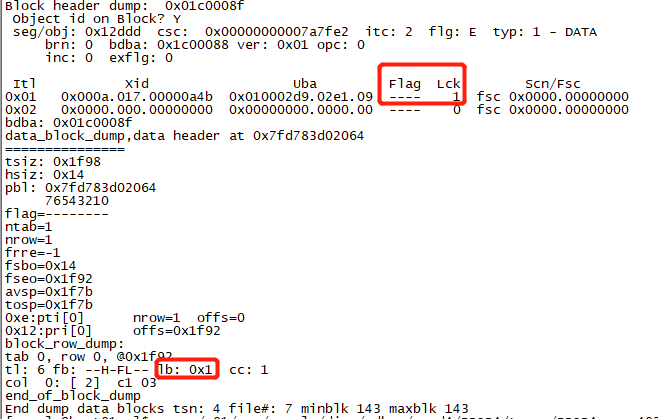 Block header dump:  0x01c0008f
 Object id on Block? Y
 seg/obj: 0x12ddd  csc:  0x00000000007a7fe2  itc: 2  flg: E  typ: 1 - DATA
     brn: 0  bdba: 0x1c00088 ver: 0x01 opc: 0
     inc: 0  exflg: 0
 Itl           Xid                  Uba         Flag  Lck        Scn/Fsc
0x01   0x000a.017.00000a4b  0x010002d9.02e1.09  ----    1  fsc 0x0000.00000000
0x02   0x0000.000.00000000  0x00000000.0000.00  ----    0  fsc 0x0000.00000000
bdba: 0x01c0008f
data_block_dump,data header at 0x7fd783d02064
===============
tsiz: 0x1f98
hsiz: 0x14
pbl: 0x7fd783d02064
     76543210
flag=--------
ntab=1
nrow=1
frre=-1
fsbo=0x14
fseo=0x1f92
avsp=0x1f7b
tosp=0x1f7b
0xe:pti[0]      nrow=1  offs=0
0x12:pri[0]     offs=0x1f92
block_row_dump:
tab 0, row 0, @0x1f92
tl: 6 fb: --H-FL-- lb: 0x1  cc: 1
col  0: [ 2]  c1 03
end_of_block_dump
End dump data blocks tsn: 4 file#: 7 minblk 143 maxblk 143